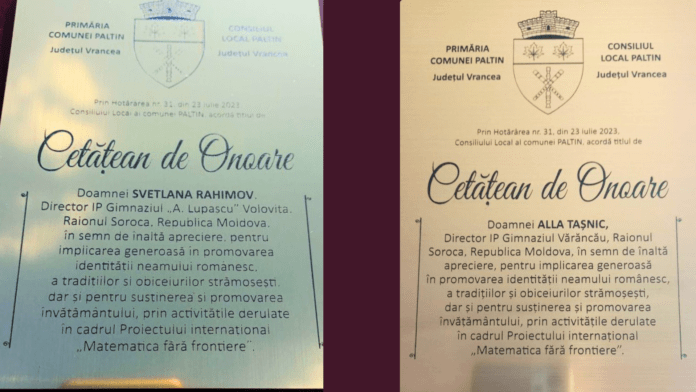 PRIMĂRIA
COMUNEI PALTIN
Județul Vrancea
CONSILIUL
LOCAL PALTIN
Județul Vrancea
Prin Hotărârea nr. 31, din 23 iulie 2023,
Consiliul Local al comunei PALTIN, acordă titlul de
Cetățean de Onoare
Doamnei SVETLANA RAHIMOV,
Director IP Gimnaziul „A. Lupașcu” Volovița,
Raionul Soroca, Republica Moldova,
în semn de înaltă apreciere, pentru
implicarea generoasă în promovarea
identității neamului românesc,
a tradițiilor și obiceiurilor strămoșești,
dar și pentru susținerea și promovarea
învățământului, prin activitățile derulate
în cadrul Proiectului internațional
„Matematica fără frontiere”.
PRIMĂRIA
COMUNEI PALTIN
Județul Vrancea
CONSILIUL
LOCAL PALTIN
Județul Vrancea
Prin Hotărârea nr. 31, din 23 iulie 2023,
Consiliul Local al comunei PALTIN, acordă titlul de
Cetățean de Onoare
Doamnei ALLA TAȘNIC,
Director IP Gimnaziul Vărăncău, Raionul
Soroca, Republica Moldova, în semn de înaltă
apreciere, pentru implicarea generoasă
în promovarea identității neamului românesc,
a tradițiilor și obiceiurilor strămoșești,
dar și pentru susținerea și promovarea
învățământului, prin activitățile derulate
în cadrul Proiectului internațional
„Matematica fără frontiere”.